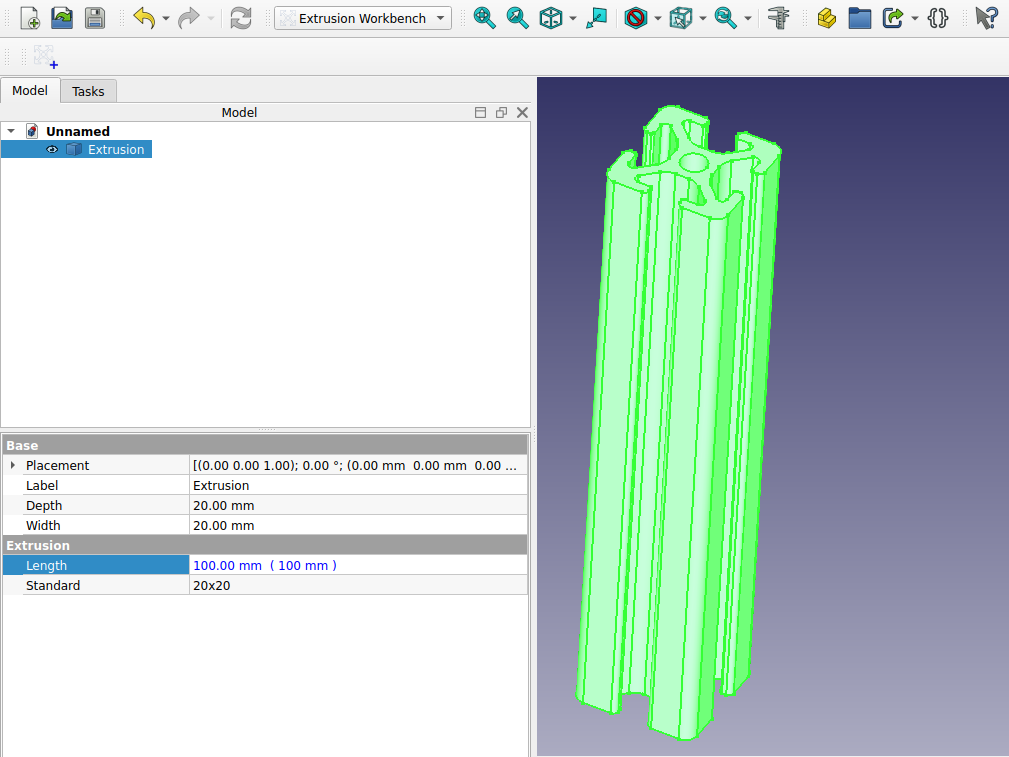 Extrusion Workbench
Model Tasks
Model
Unnamed
Extrusion
Base
Placement [(0.00 0.00 1.00); 0.00 °; (0.00 mm 0.00 mm 0.00 ...
Label Extrusion
Depth 20.00 mm
Width 20.00 mm
Extrusion
Length 100.00 mm ( 100 mm )
Standard 20x20